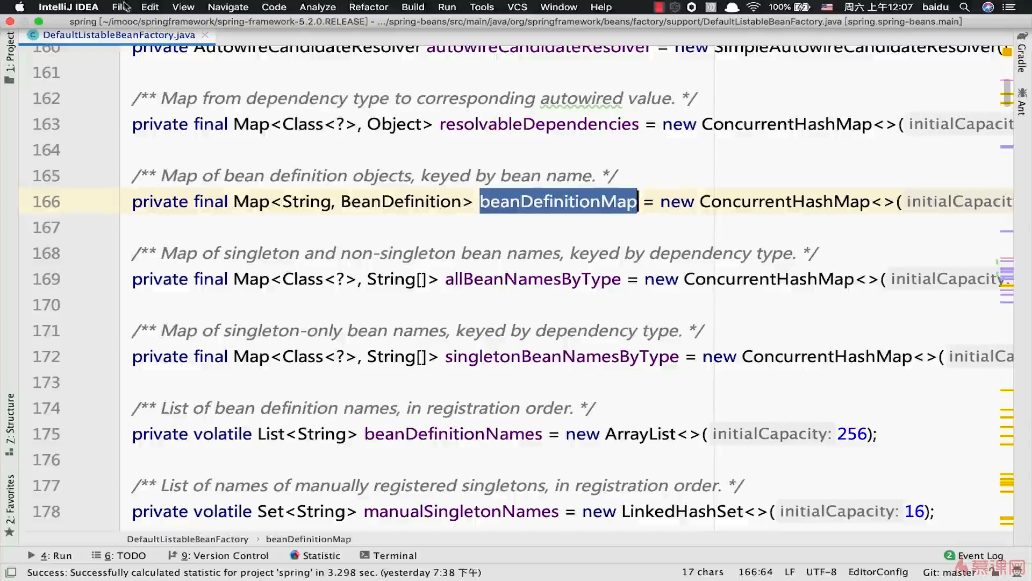 IntelliJ IDEA File Edit View Navigate Code Analyze Refactor Build Run Tools VCS Window Help 100% 周六 上午12:07 baidu
spring [~/imooc/springframework/spring-framework-5.2.0.RELEASE] - .../spring-beans/src/main/java/org/springframework/beans/factory/support/DefaultListableBeanFactory.java [spring.spring-beans.main]
DefaultListableBeanFactory.java
1: Project
Gradle
Ant
160 private AutowireCandidateResolver autowireCandidateResolver = new SimpleAutowireCandidateResolver(
161
162 /** Map from dependency type to corresponding autowired value. */
163 private final Map<Class<?>, Object> resolvableDependencies = new ConcurrentHashMap<>( initialCapacit
164
165 /** Map of bean definition objects, keyed by bean name. */
166 private final Map<String, BeanDefinition> beanDefinitionMap = new ConcurrentHashMap<>( initialCapacit
167
168 /** Map of singleton and non-singleton bean names, keyed by dependency type. */
169 private final Map<Class<?>, String[]> allBeanNamesByType = new ConcurrentHashMap<>( initialCapacity:
170
171 /** Map of singleton-only bean names, keyed by dependency type. */
172 private final Map<Class<?>, String[]> singletonBeanNamesByType = new ConcurrentHashMap<>( initialCa
173
174 /** List of bean definition names, in registration order. */
175 private volatile List<String> beanDefinitionNames = new ArrayList<>( initialCapacity: 256);
176
177 /** List of names of manually registered singletons, in registration order. */
178 private volatile Set<String> manualSingletonNames = new LinkedHashSet<>( initialCapacity: 16);
Z: Structure
2: Favorites
DefaultListableBeanFactory › beanDefinitionMap
4: Run 6: TODO 9: Version Control Statistic Terminal 2 Event Log
Success: Successfully calculated statistic for project 'spring' in 3.298 sec. (yesterday 7:38 下午) 17 chars 166:64 LF UTF-8 EditorConfig Git: master
慕课网